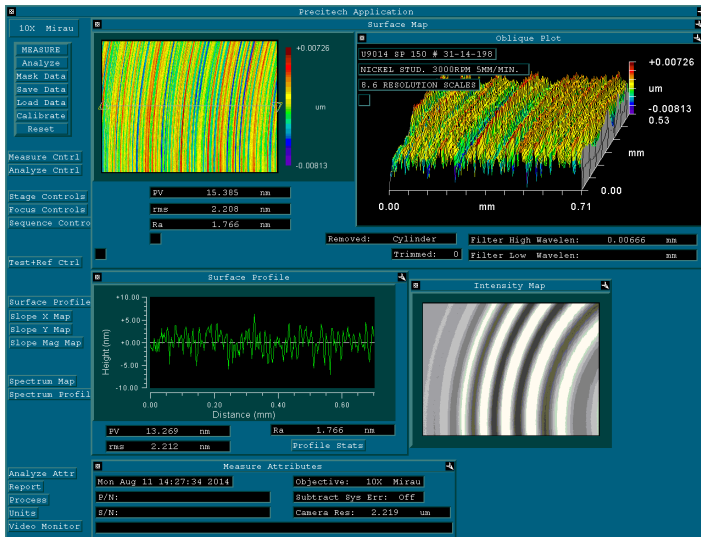 Precitech Application
10X Mirau
Surface Map
MEASURE
Analyze
Mask Data
Save Data
Load Data
Calibrate
Reset
Measure Cntrl
Analyze Cntrl
Stage Controls
Focus Controls
Sequence Contro
Test+Ref Ctrl
Surface Profile
Slope X Map
Slope Y Map
Slope Mag Map
Spectrum Map
Spectrum Profil
Analyze Attr
Report
Process
Units
Video Monitor
+0.00726
um
-0.00813
PV 15.385 nm
rms 2.208 nm
Ra 1.766 nm
Oblique Plot
U9014 SP 150 # 31-14-198
NICKEL STUD. 3000RPM 5MM/MIN.
8.6 RESOLUTION SCALES
+0.00726
um
-0.00813
0.53
mm
0.00
0.00 mm 0.71
Removed: Cylinder
Trimmed: 0
Filter High Wavelen: 0.00666 mm
Filter Low Wavelen: mm
Surface Profile
+10.00
+5.00
+0.00
-5.00
-10.00
Height (nm)
0.00 0.20 0.40 0.60
Distance (mm)
PV 13.269 nm
Ra 1.766 nm
rms 2.212 nm
Profile Stats
Intensity Map
Measure Attributes
Mon Aug 11 14:27:34 2014
Objective: 10X Mirau
P/N:
Subtract Sys Err: Off
S/N:
Camera Res: 2.219 um